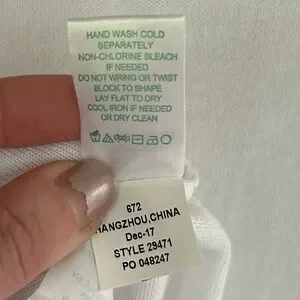 HAND WASH COLD
SEPARATELY
NON-CHLORINE BLEACH
IF NEEDED
DO NOT WRING OR TWIST
BLOCK TO SHAPE
LAY FLAT TO DRY
COOL IRON IF NEEDED
OR DRY CLEAN
672
HANGZHOU,CHINA
Dec-17
STYLE 29471
PO 048247